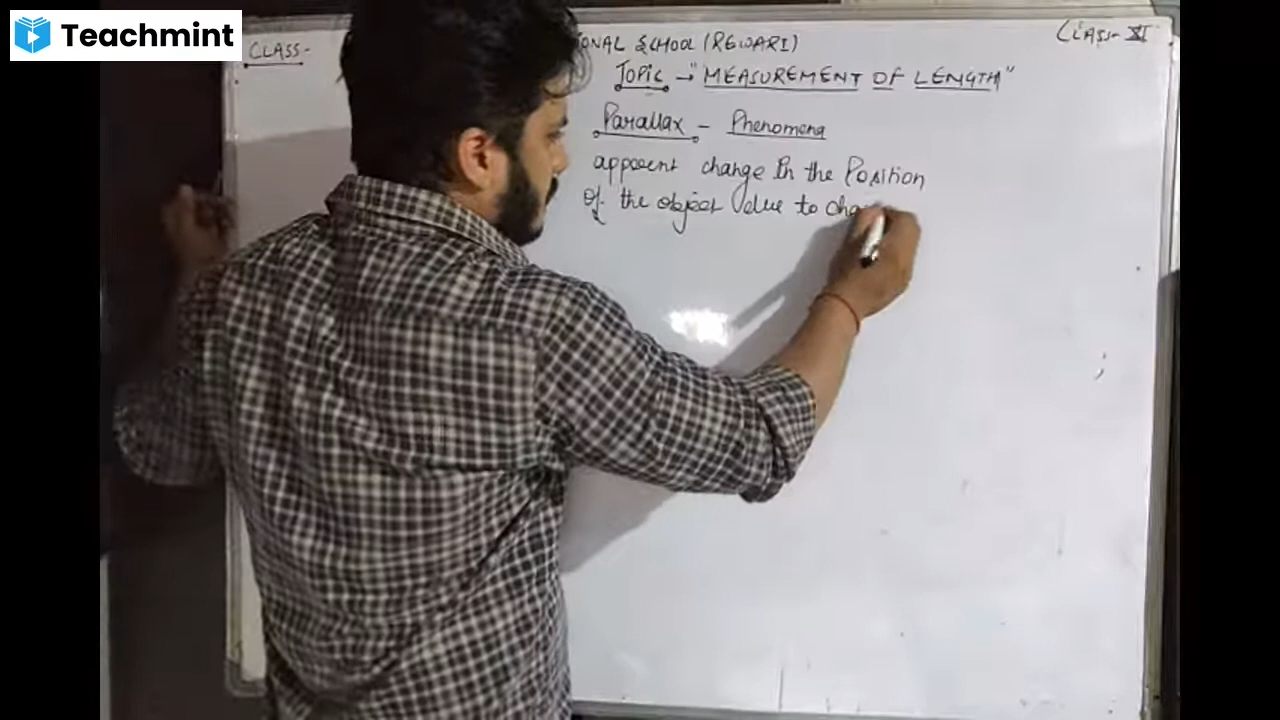 Teachmint
CLASS- ONAL SCHOOL (REWARI) CLASS- XI
TOPIC → "MEASUREMENT OF LENGTH"
Parallax - Phenomena
apparent change in the Position
of the object due to cha